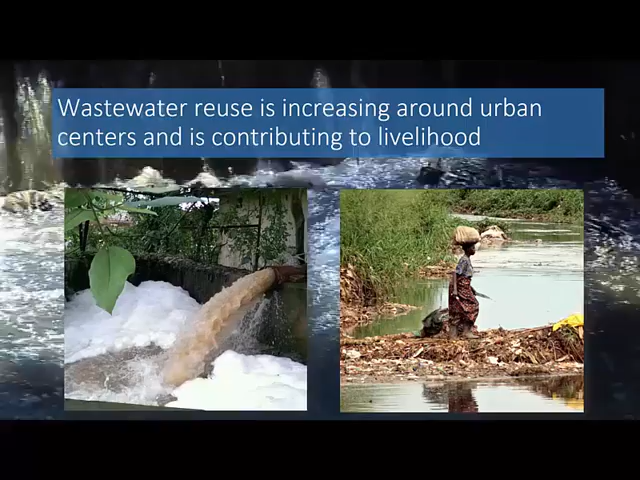 Wastewater reuse is increasing around urban
centers and is contributing to livelihood